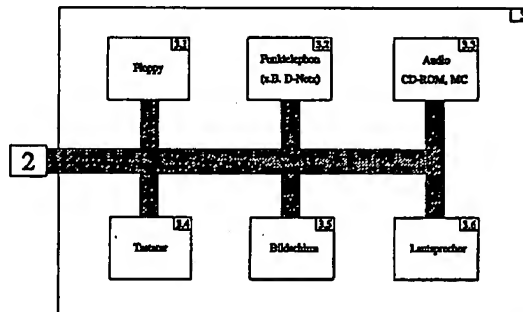 3.1
Floppy
3.2
Funktelephon
(z.B. D-Netz)
3.3
Audio
CD-ROM, MC
2
3.4
Tastatur
3.5
Bildschirm
3.6
Lautsprecher